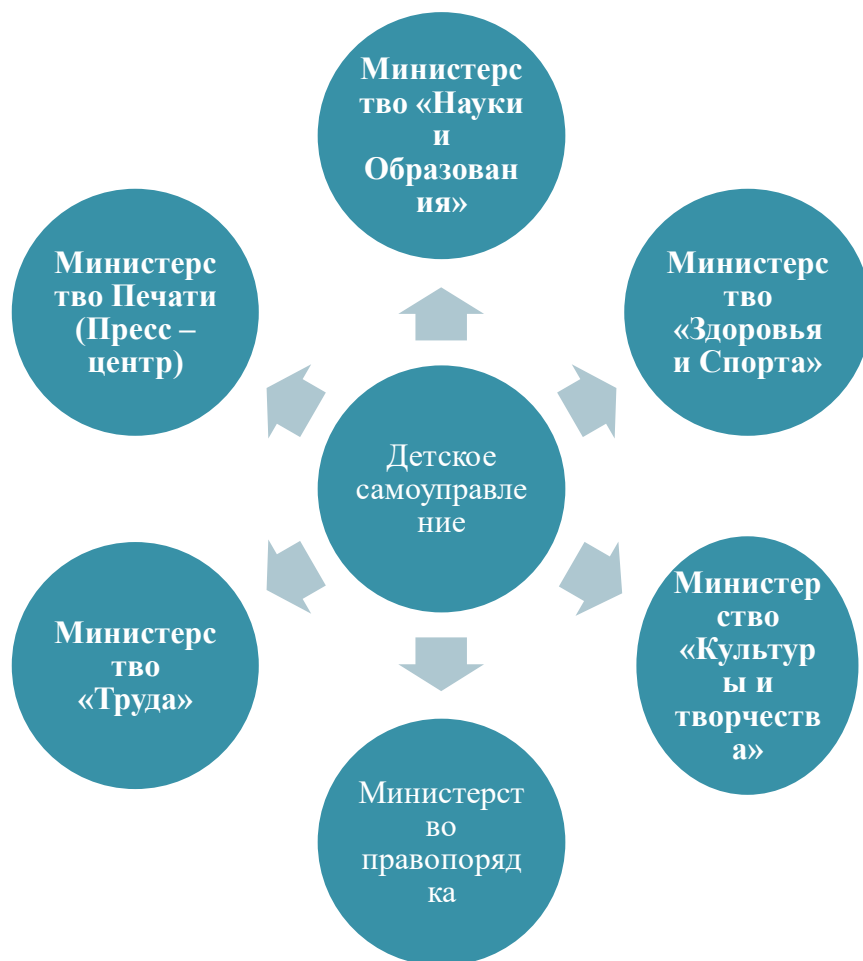 Министерс
тво «Науки
и
Образован
ия»
Министерс
тво Печати
(Пресс –
центр)
Министерс
тво
«Здоровья
и Спорта»
Детское
самоуправле
ние
Министерс
тво
«Труда»
Министер
ство
«Культур
ы и
творчеств
а»
Министерст
во
правопоряд
ка